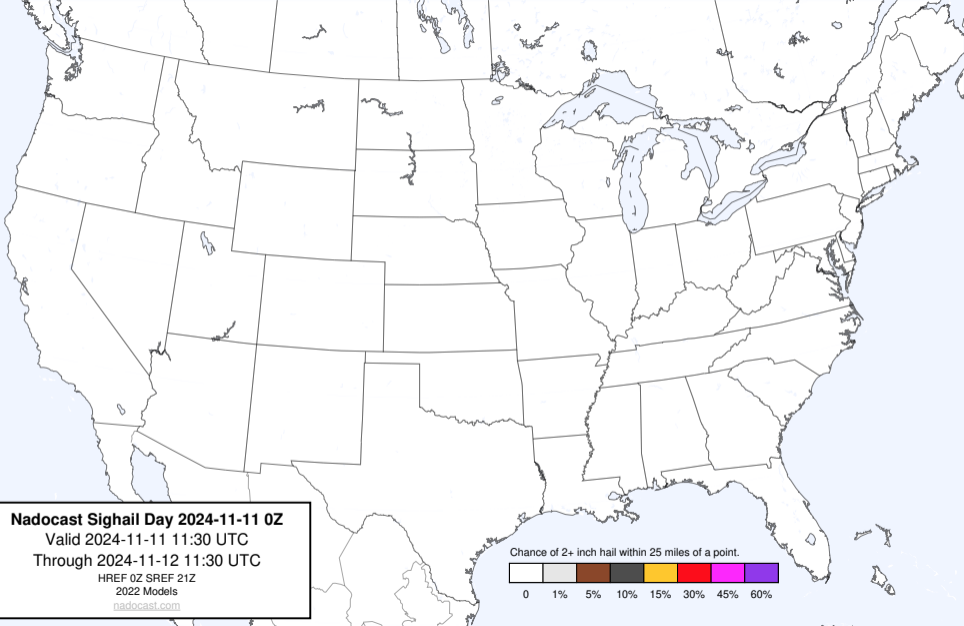 Nadocast Sighail Day 2024-11-11 0Z
Valid 2024-11-11 11:30 UTC
Through 2024-11-12 11:30 UTC
HREF 0Z SREF 21Z
2022 Models
nadocast.com
Chance of 2+ inch hail within 25 miles of a point.
0 1% 5% 10% 15% 30% 45% 60%